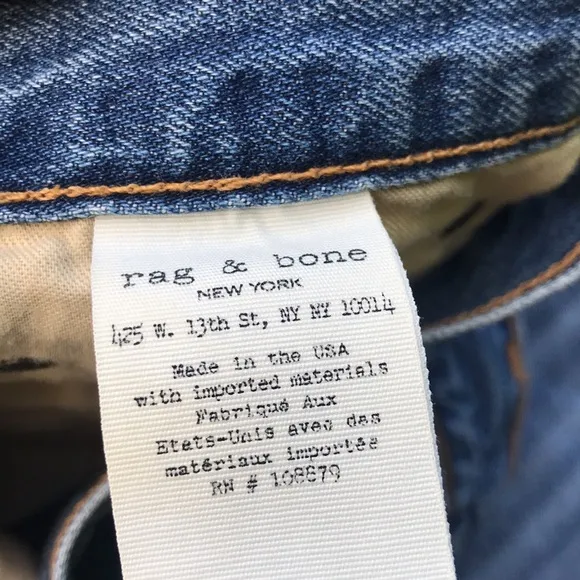 rag & bone
NEW YORK
425 W. 13th St, NY NY 10014
Made in the USA
with imported materials
Fabriqué Aux
Etats-Unis avec das
matériaux importés
RN # 108879